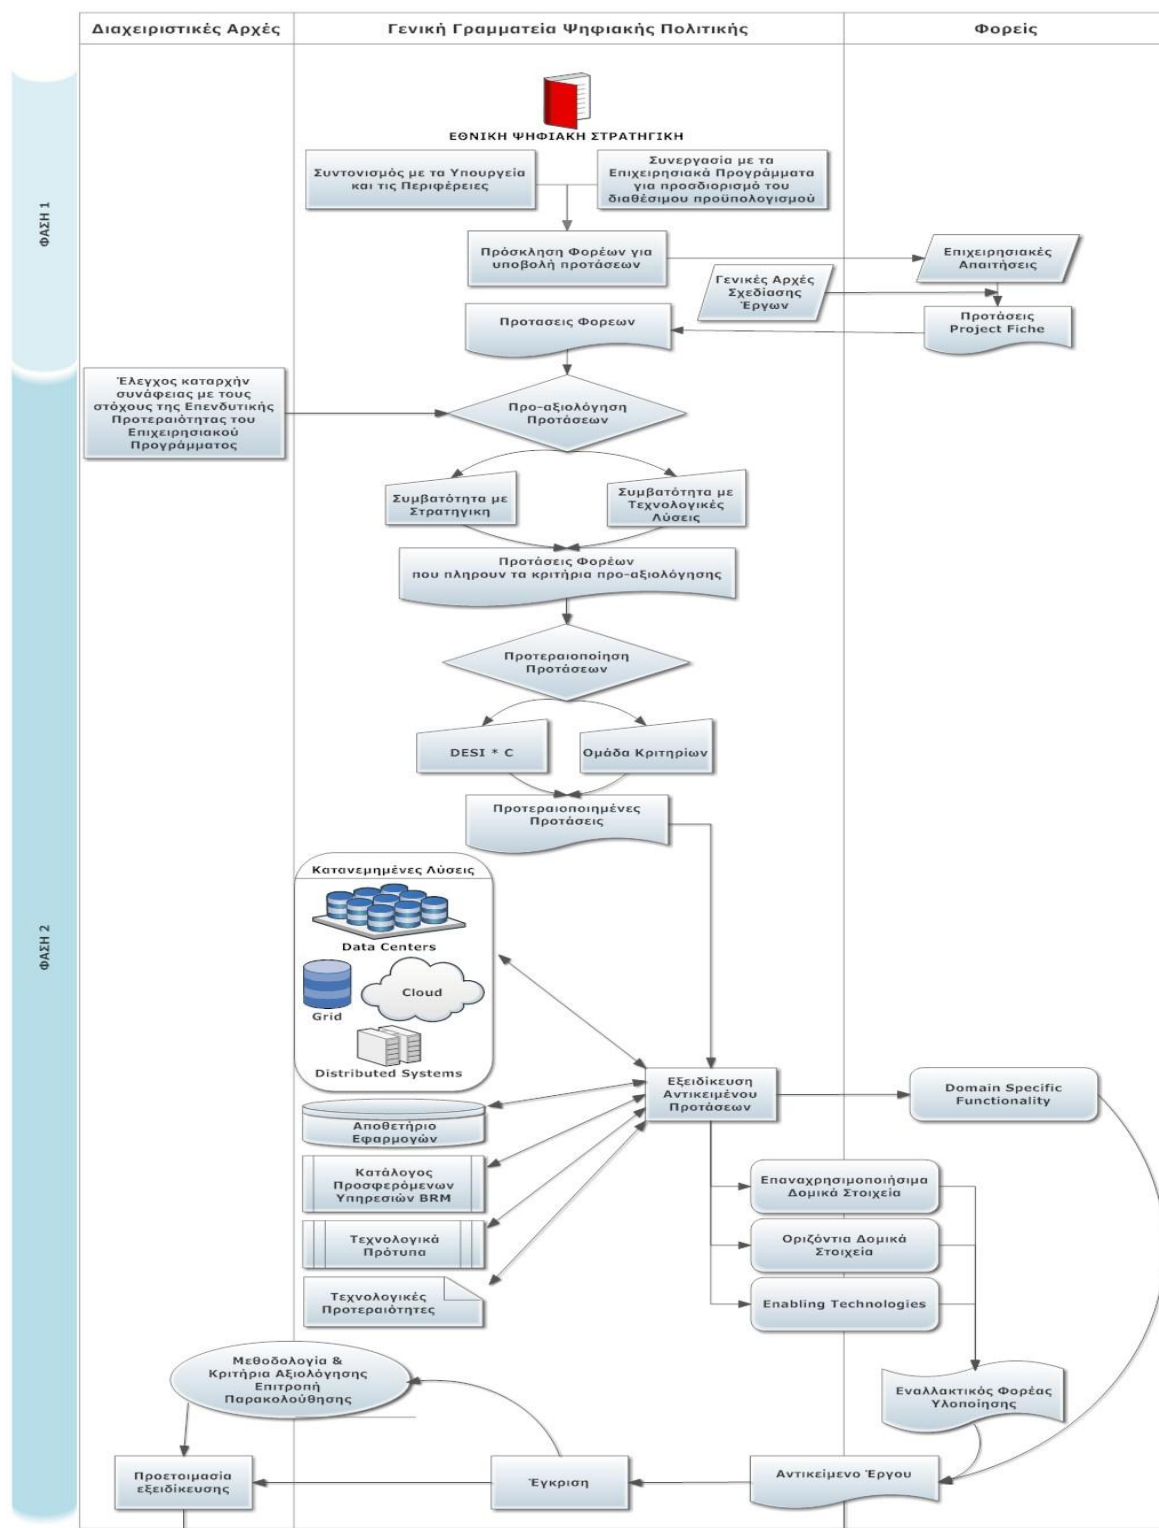 Διαχειριστικές Αρχές
Γενική Γραμματεία Ψηφιακής Πολιτικής
Φορείς
ΦΑΣΗ 1
ΕΘΝΙΚΗ ΨΗΦΙΑΚΗ ΣΤΡΑΤΗΓΙΚΗ
Συντονισμός με τα Υπουργεία
και τις Περιφέρειες
Συνεργασία με τα
Επιχειρησιακά Προγράμματα
για προσδιορισμό του
διαθέσιμου προϋπολογισμού
Πρόσκληση Φορέων για
υποβολή προτάσεων
Επιχειρησιακές
Απαιτήσεις
Γενικές Αρχές
Σχεδίασης
Έργων
Προτασεις Φορεων
Προτάσεις
Project Fiche
ΦΑΣΗ 2
Έλεγχος καταρχήν
συνάφειας με τους
στόχους της Επενδυτικής
Προτεραιότητας του
Επιχειρησιακού
Προγράμματος
Προ-αξιολόγηση
Προτάσεων
Συμβατότητα με
Στρατηγικη
Συμβατότητα με
Τεχνολογικές
Λύσεις
Προτάσεις Φορέων
που πληρουν τα κριτήρια προ-αξιολόγησης
Προτεραιοποίηση
Προτάσεων
DESI * C
Ομάδα Κριτηρίων
Προτεραιοποιημένες
Προτάσεις
Κατανεμημένες Λύσεις
Data Centers
Cloud
Grid
Distributed Systems
Εξειδίκευση
Αντικειμένου
Προτάσεων
Domain Specific
Functionality
Αποθετήριο
Εφαρμογών
Κατάλογος
Προσφερόμενων
Υπηρεσιών BRM
Επαναχρησιμοποιήσιμα
Δομικά Στοιχεία
Τεχνολογικά
Πρότυπα
Οριζόντια Δομικά
Στοιχεία
Τεχνολογικές
Προτεραιότητες
Enabling Technologies
Μεθοδολογία &
Κριτήρια Αξιολόγησης
Επιτροπή
Παρακολούθησης
Εναλλακτικός Φορέας
Υλοποίησης
Προετοιμασία
εξειδίκευσης
Έγκριση
Αντικείμενο Έργου